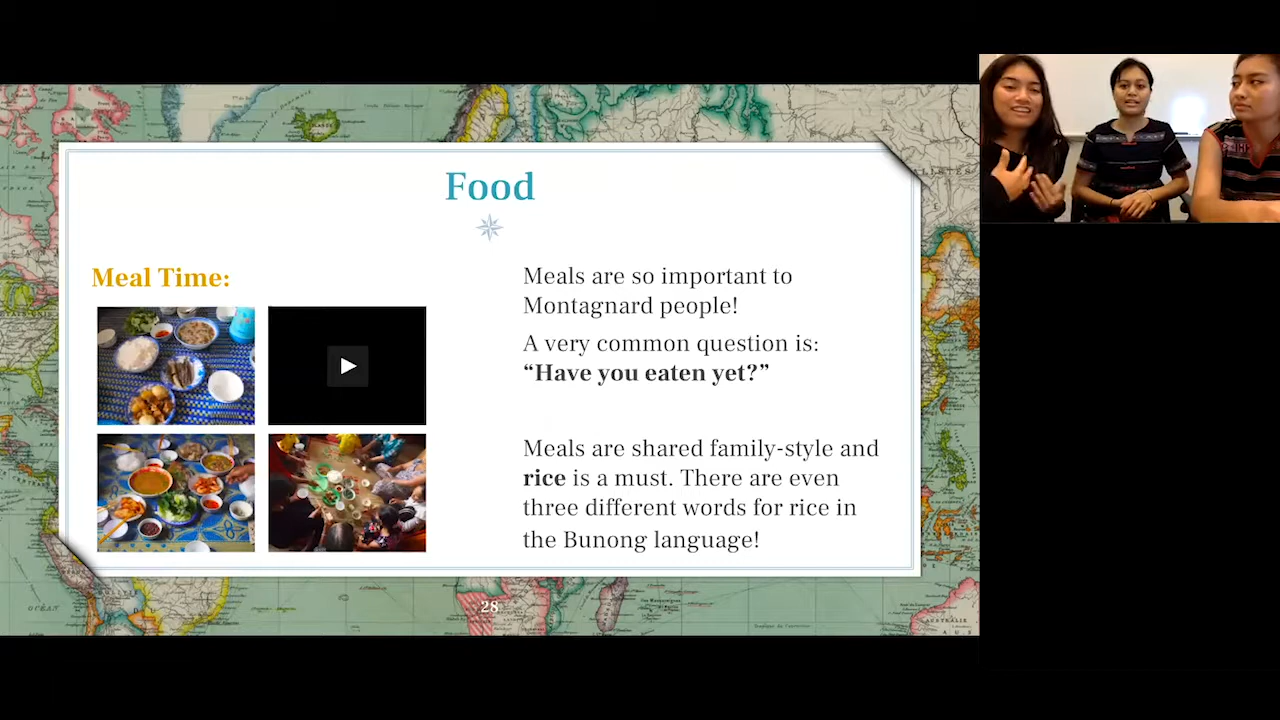 Food
Meal Time:
Meals are so important to
Montagnard people!
A very common question is:
“Have you eaten yet?”
Meals are shared family-style and
rice is a must. There are even
three different words for rice in
the Bunong language!
28
OCÉAN
AUSTRALIE